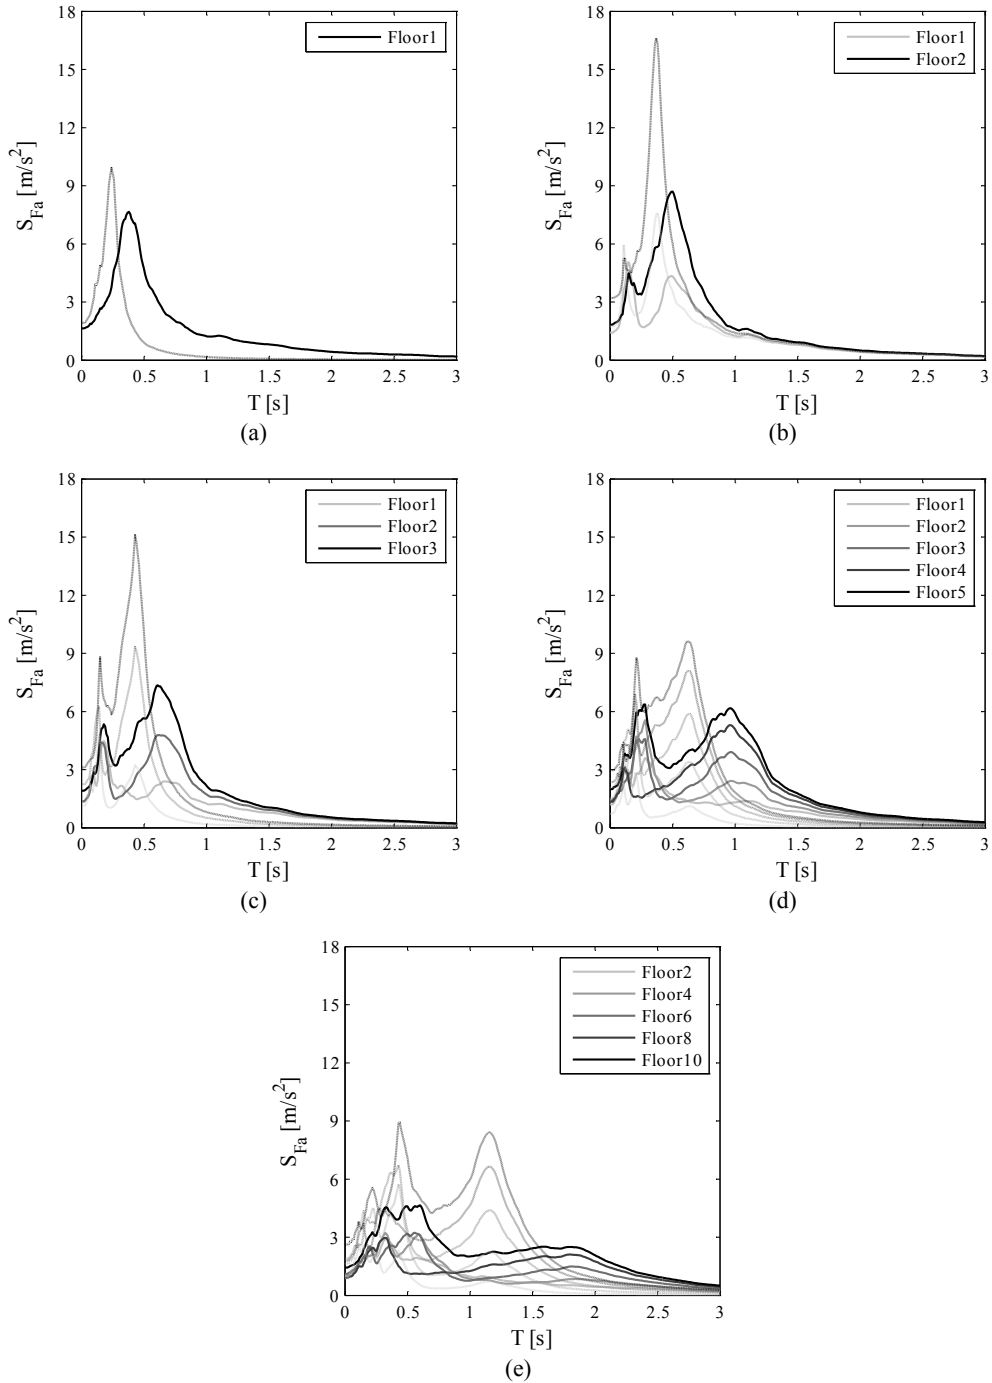 18
15
12
9
6
3
0
S_Fa [m/s²]
Floor1
0 0.5 1 1.5 2 2.5 3
T [s]
(a)
18
15
12
9
6
3
0
S_Fa [m/s²]
Floor1
Floor2
0 0.5 1 1.5 2 2.5 3
T [s]
(b)
18
15
12
9
6
3
0
S_Fa [m/s²]
Floor1
Floor2
Floor3
0 0.5 1 1.5 2 2.5 3
T [s]
(c)
18
15
12
9
6
3
0
S_Fa [m/s²]
Floor1
Floor2
Floor3
Floor4
Floor5
0 0.5 1 1.5 2 2.5 3
T [s]
(d)
18
15
12
9
6
3
0
S_Fa [m/s²]
Floor2
Floor4
Floor6
Floor8
Floor10
0 0.5 1 1.5 2 2.5 3
T [s]
(e)